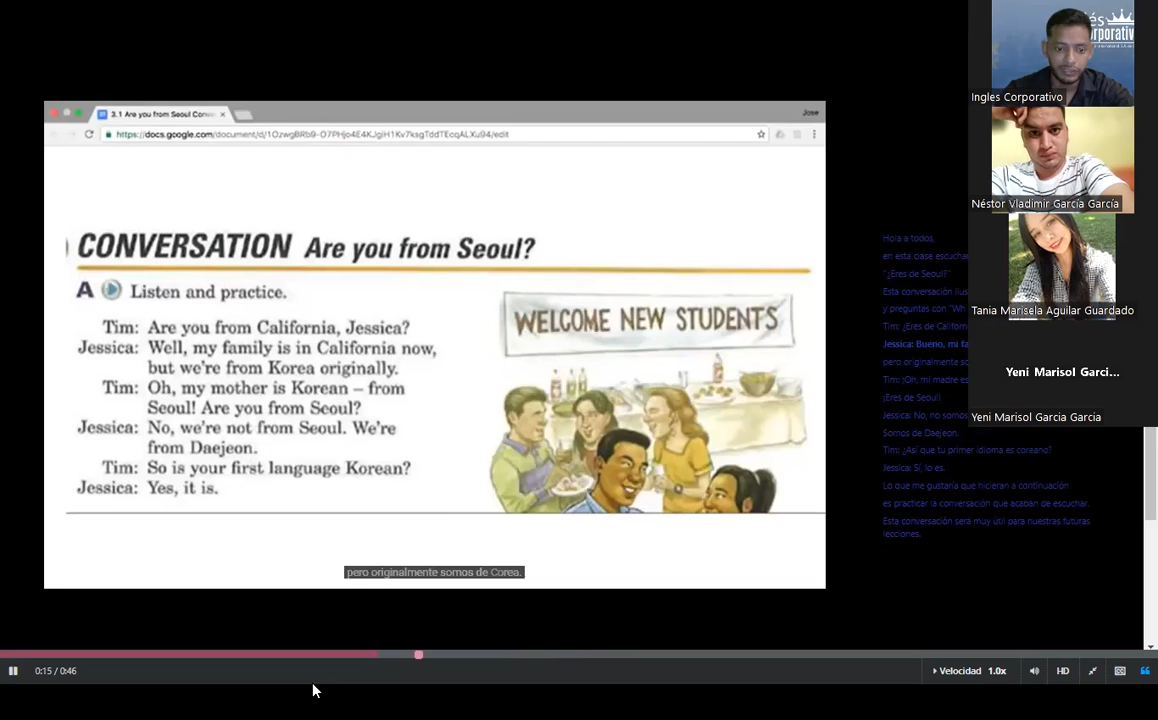 3.1 Are you from Seoul Conve
Jose
https://docs.google.com/document/d/1OzwgBRb9-O7PHjo4E4KJgiH1Kv7ksgTddTEcqALXu94/edit
CONVERSATION Are you from Seoul?
A Listen and practice.
Tim: Are you from California, Jessica?
Jessica: Well, my family is in California now,
but we're from Korea originally.
Tim: Oh, my mother is Korean – from
Seoul! Are you from Seoul?
Jessica: No, we're not from Seoul. We're
from Daejeon.
Tim: So is your first language Korean?
Jessica: Yes, it is.
WELCOME NEW STUDENTS
pero originalmente somos de Corea.
Hola a todos,
en esta clase escuchar
"¿Eres de Seoul?"
Esta conversación ilus
y preguntas con "Wh
Tim: ¿Eres de Californ
Jessica: Bueno, mi fa
pero originalmente so
Tim: ¡Oh, mi madre es
¿Eres de Seoul!
Jessica: No, no somos
Somos de Daejeon.
Tim: ¿Así que tu primer idioma es coreano?
Jessica: Sí, lo es.
Lo que me gustaría que hicieran a continuación
es practicar la conversación que acaban de escuchar.
Esta conversación será muy útil para nuestras futuras
lecciones.
és
orporativ
Ingles Corporativo
Néstor Vladimir García García
Tania Marisela Aguilar Guardado
Yeni Marisol Garci...
Yeni Marisol Garcia Garcia
0:15 / 0:46
Velocidad 1.0x
HD